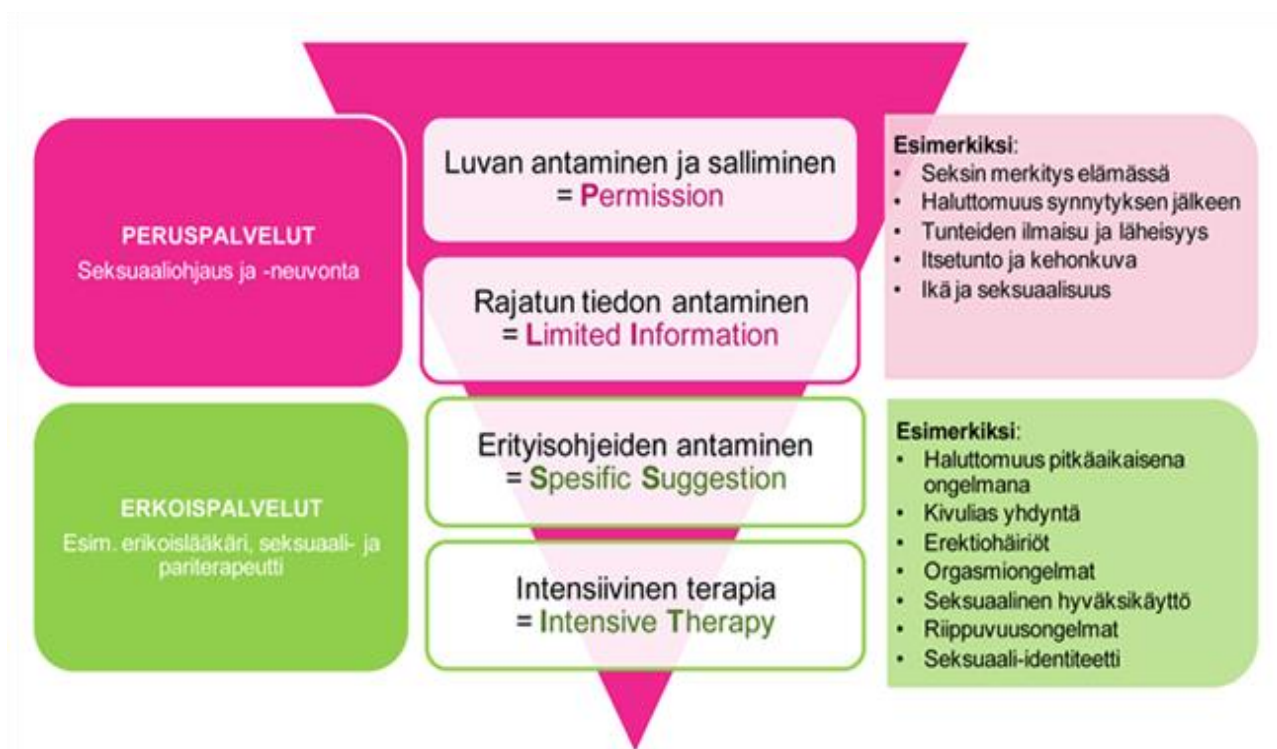 PERUSPALVELUT
Seksuaaliohjaus ja -neuvonta
Luvan antaminen ja salliminen
= Permission
Rajatun tiedon antaminen
= Limited Information
Esimerkiksi:
• Seksin merkitys elämässä
• Haluttomuus synnytyksen jälkeen
• Tunteiden ilmaisu ja läheisyys
• Itsetunto ja kehonkuva
• Ikä ja seksuaalisuus
ERKOISPALVELUT
Esim. erikoislääkäri, seksuaali- ja
pariterapeutti
Erityisohjeiden antaminen
= Spesific Suggestion
Intensiivinen terapia
= Intensive Therapy
Esimerkiksi:
• Haluttomuus pitkäaikaisena
ongelmana
• Kivulias yhdyntä
• Erektiohäiriöt
• Orgasmiongelmat
• Seksuaalinen hyväksikäyttö
• Riippuvuusongelmat
• Seksuaali-identiteetti